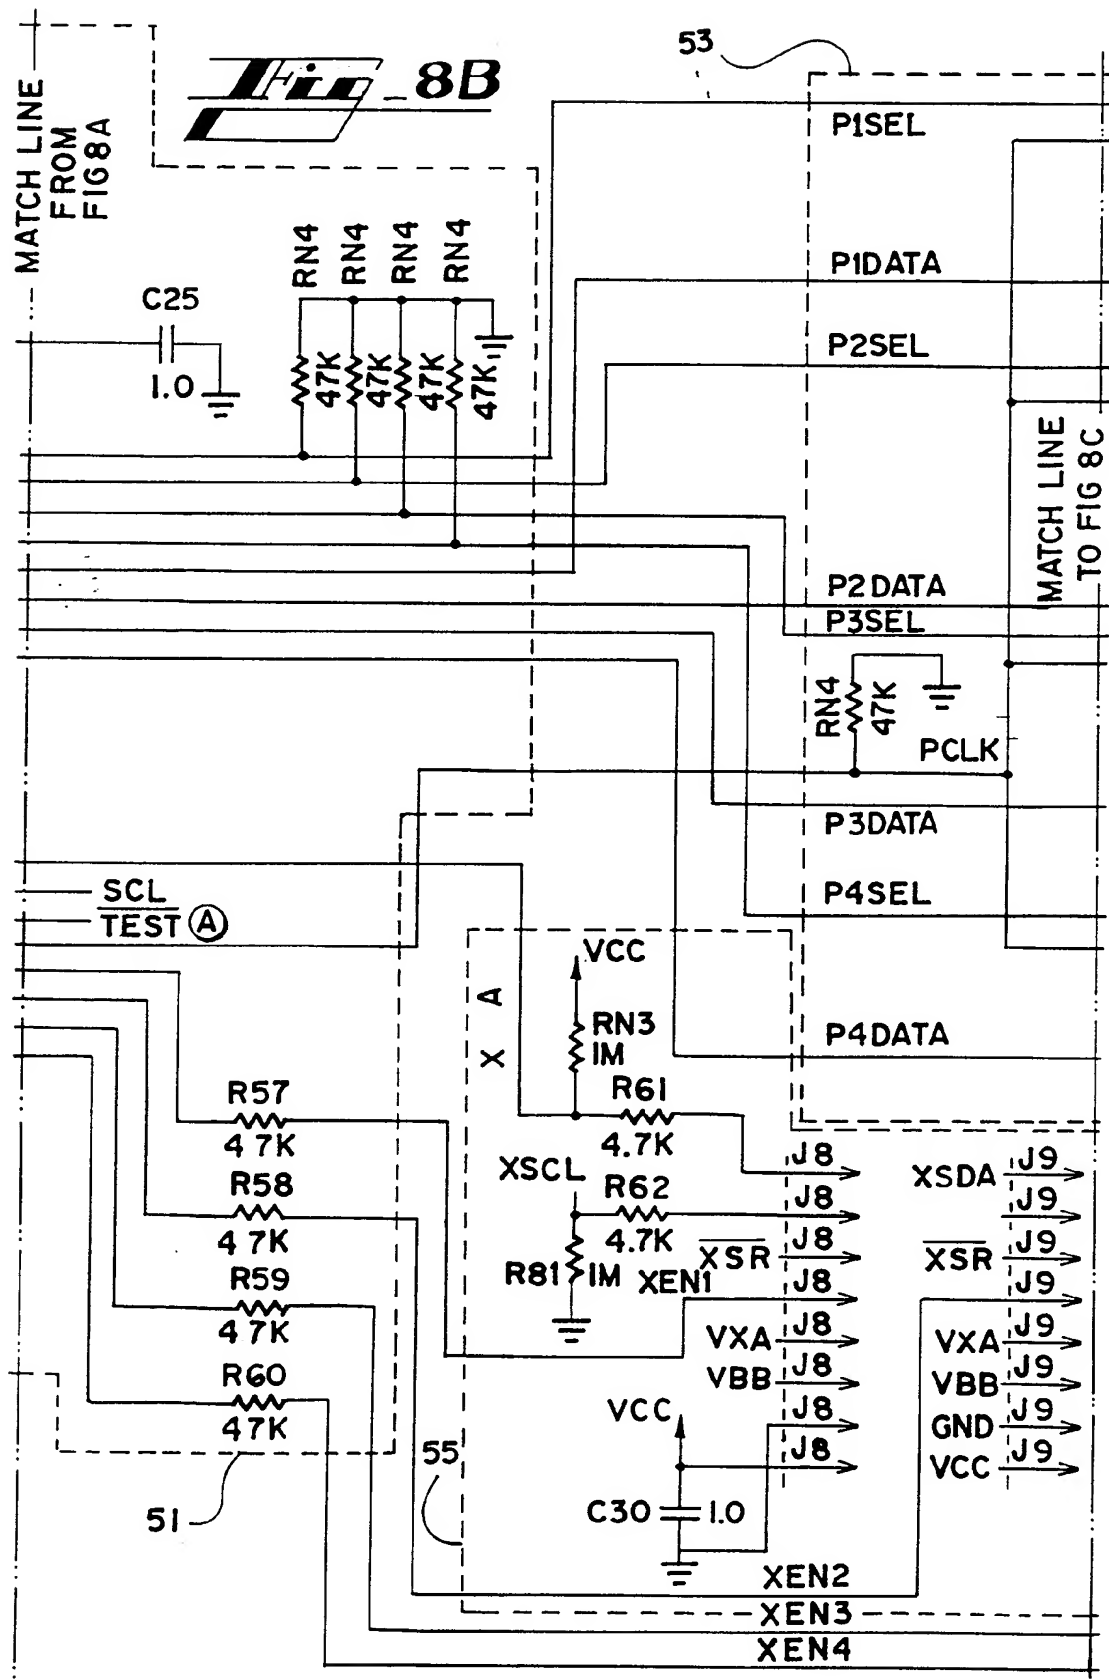 Fig_8B
MATCH LINE
FROM
FIG8A
53
P1SEL
RN4
RN4
RN4
RN4
P1DATA
C25
1.0
47K
47K
47K
47K
P2SEL
MATCH LINE
TO FIG 8C
P2DATA
P3SEL
RN4
47K
PCLK
P3DATA
SCL
TEST A
P4SEL
VCC
X A
RN3
1M
P4DATA
R57
47K
R61
4.7K
R58
47K
XSCL
R62
4.7K
R59
47K
R81
1M
R60
47K
J8
J8
XSR J8
XEN1 J8
VXA J8
VBB J8
J8
J8
VCC
XSDA J9
J9
XSR J9
J9
VXA J9
VBB J9
GND J9
VCC J9
51
55
C30
1.0
XEN2
XEN3
XEN4